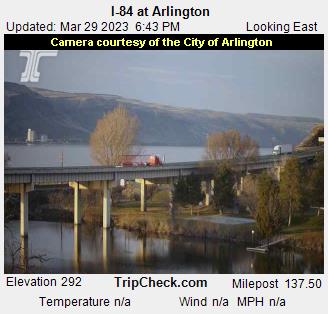 I-84 at Arlington
Updated: Mar 29 2023 6:43 PM Looking East
Camera courtesy of the City of Arlington
Elevation 292 TripCheck.com Milepost 137.50
Temperature n/a Wind n/a MPH n/a